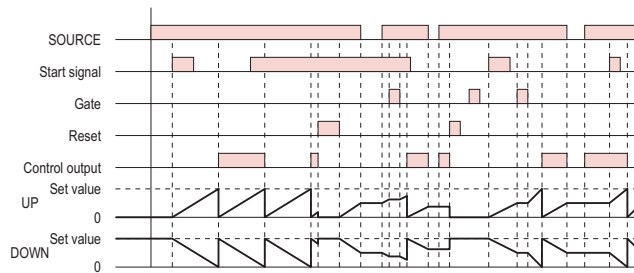 SOURCE
Start signal
Gate
Reset
Control output
UP
Set value
0
DOWN
Set value
0